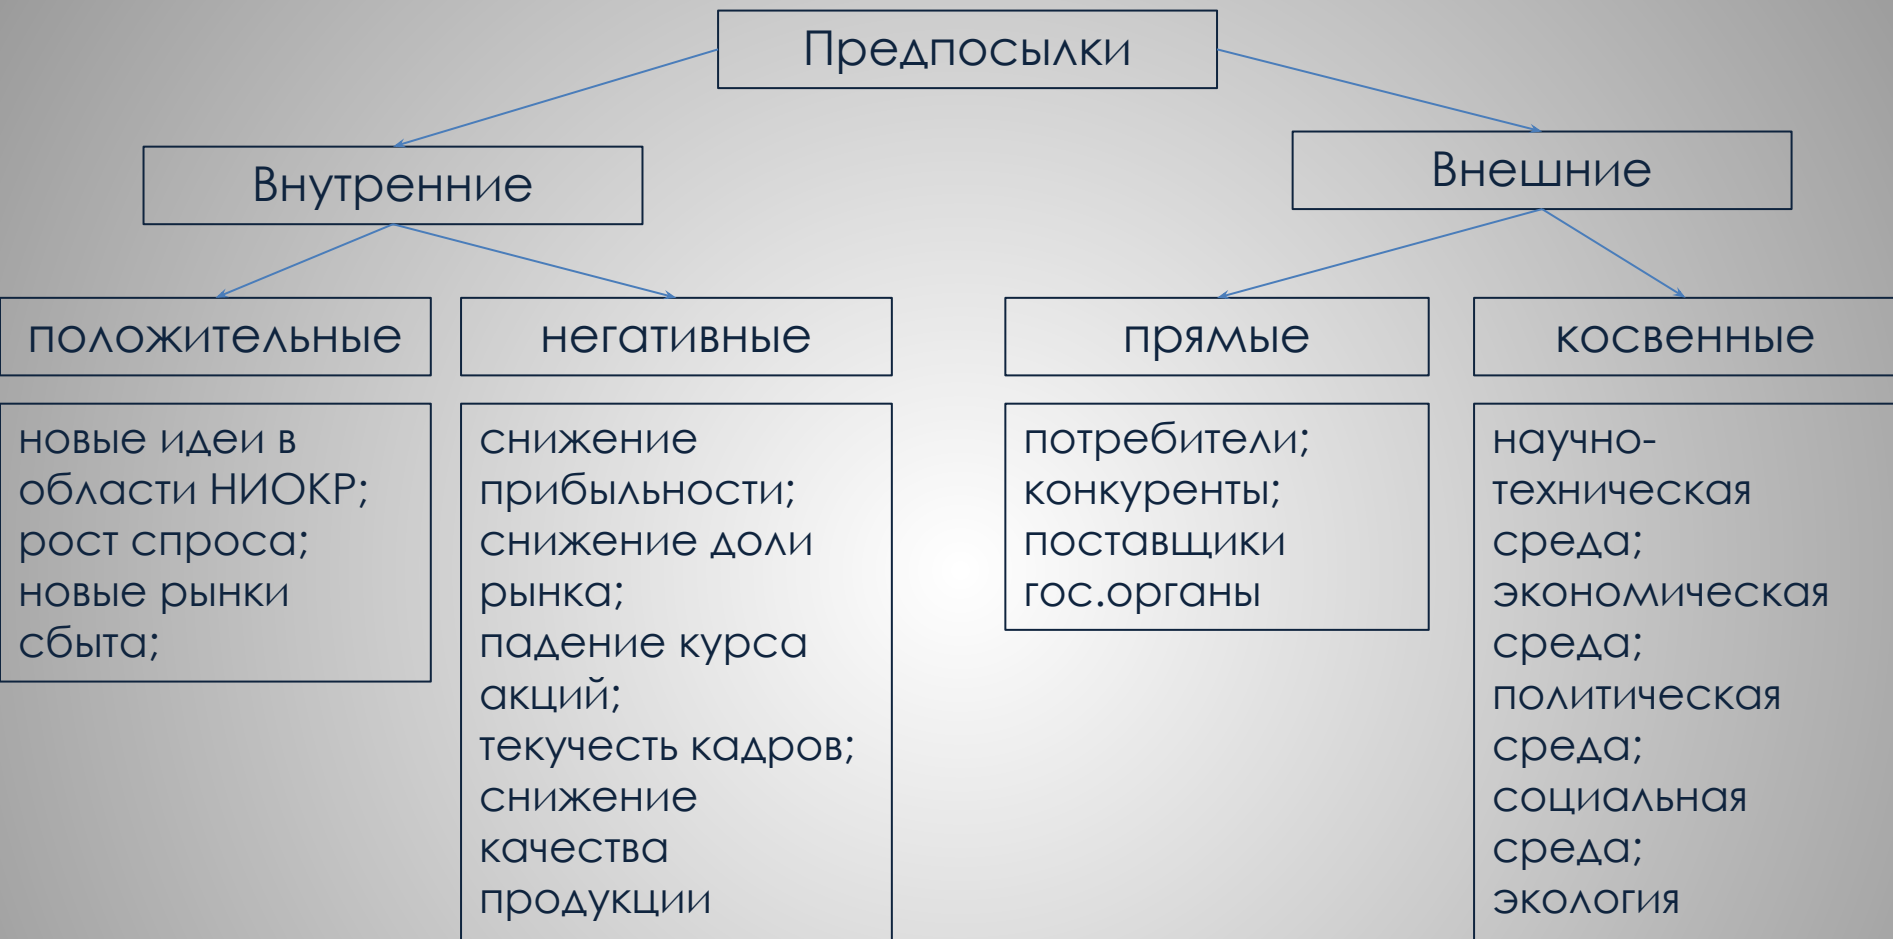 Предпосылки
Внутренние
Внешние
положительные
негативные
прямые
косвенные
новые идеи в
области НИОКР;
рост спроса;
новые рынки
сбыта;
снижение
прибыльности;
снижение доли
рынка;
падение курса
акций;
текучесть кадров;
снижение
качества
продукции
потребители;
конкуренты;
поставщики
гос.органы
научно-
техническая
среда;
экономическая
среда;
политическая
среда;
социальная
среда;
экология